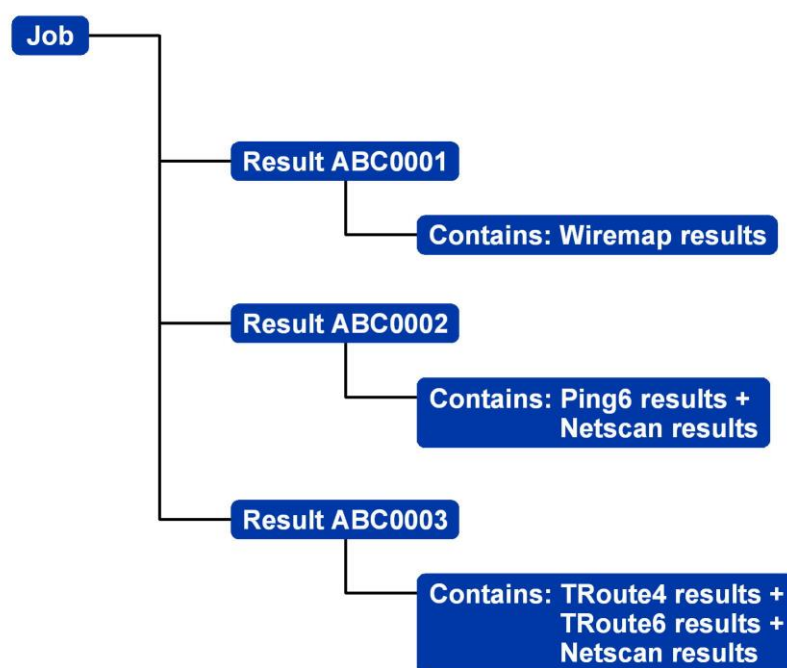 Job
Result ABC0001
Contains: Wiremap results
Result ABC0002
Contains: Ping6 results +
Netscan results
Result ABC0003
Contains: TRoute4 results +
TRoute6 results +
Netscan results